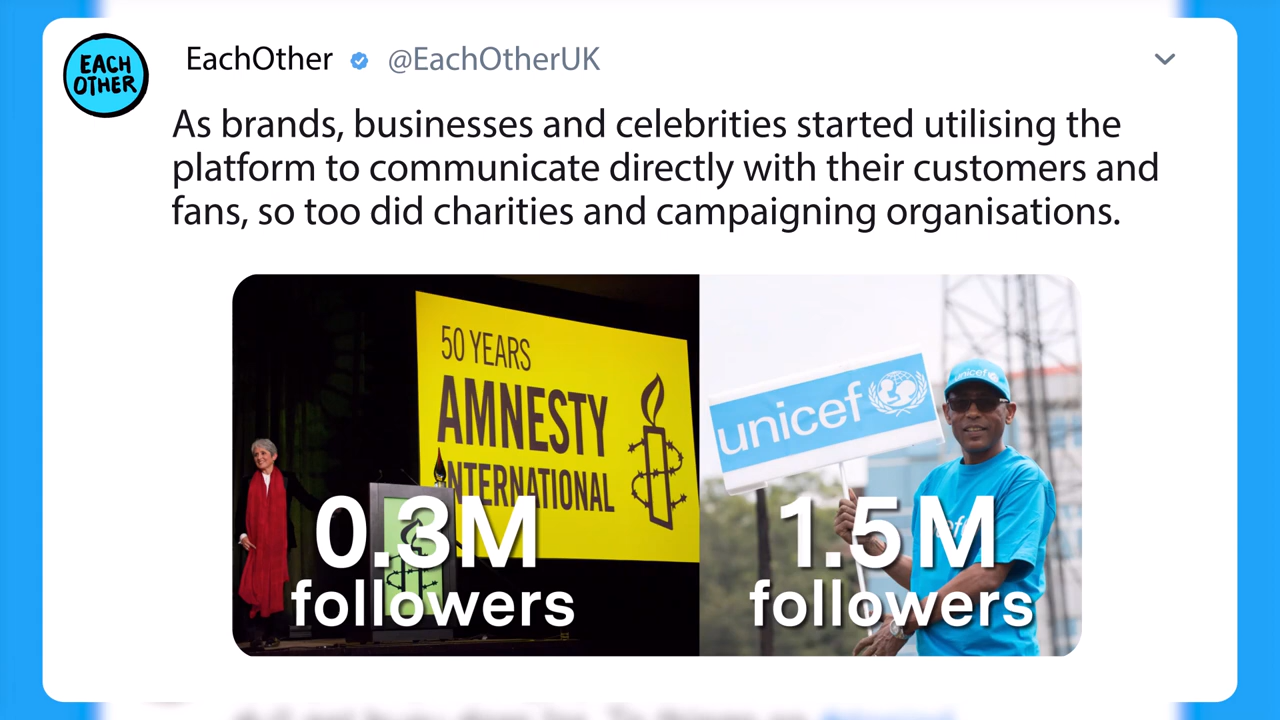 EACH
OTHER
EachOther @EachOtherUK
As brands, businesses and celebrities started utilising the
platform to communicate directly with their customers and
fans, so too did charities and campaigning organisations.
50 YEARS
AMNESTY
INTERNATIONAL
0.3M
followers
unicef
unicef
1.5M
followers